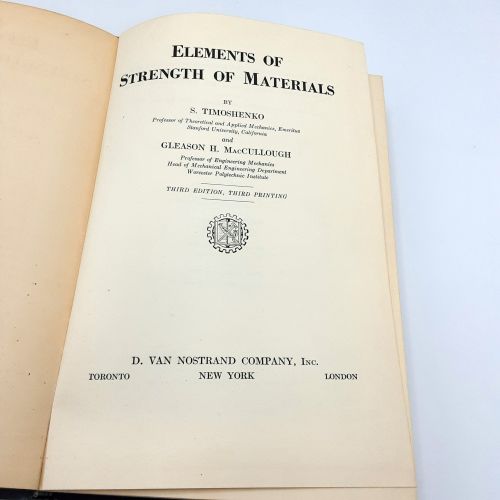 ELEMENTS OF
STRENGTH OF MATERIALS
BY
S. TIMOSHENKO
Professor of Theoretical and Applied Mechanics, Emeritus
Stanford University, California
and
GLEASON H. MACCULLOUGH
Professor of Engineering Mechanics
Head of Mechanical Engineering Department
Worcester Polytechnic Institute
THIRD EDITION, THIRD PRINTING
D. VAN NOSTRAND COMPANY, INC.
TORONTO NEW YORK LONDON